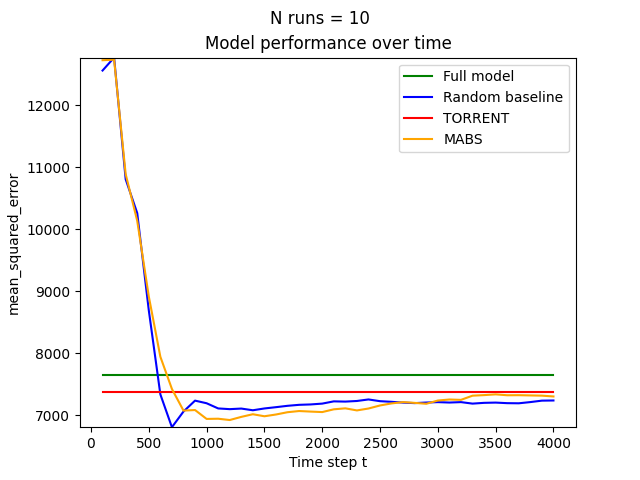 N runs = 10
Model performance over time
Full model
Random baseline
TORRENT
MABS
mean_squared_error
12000
11000
10000
9000
8000
7000
0 500 1000 1500 2000 2500 3000 3500 4000
Time step t